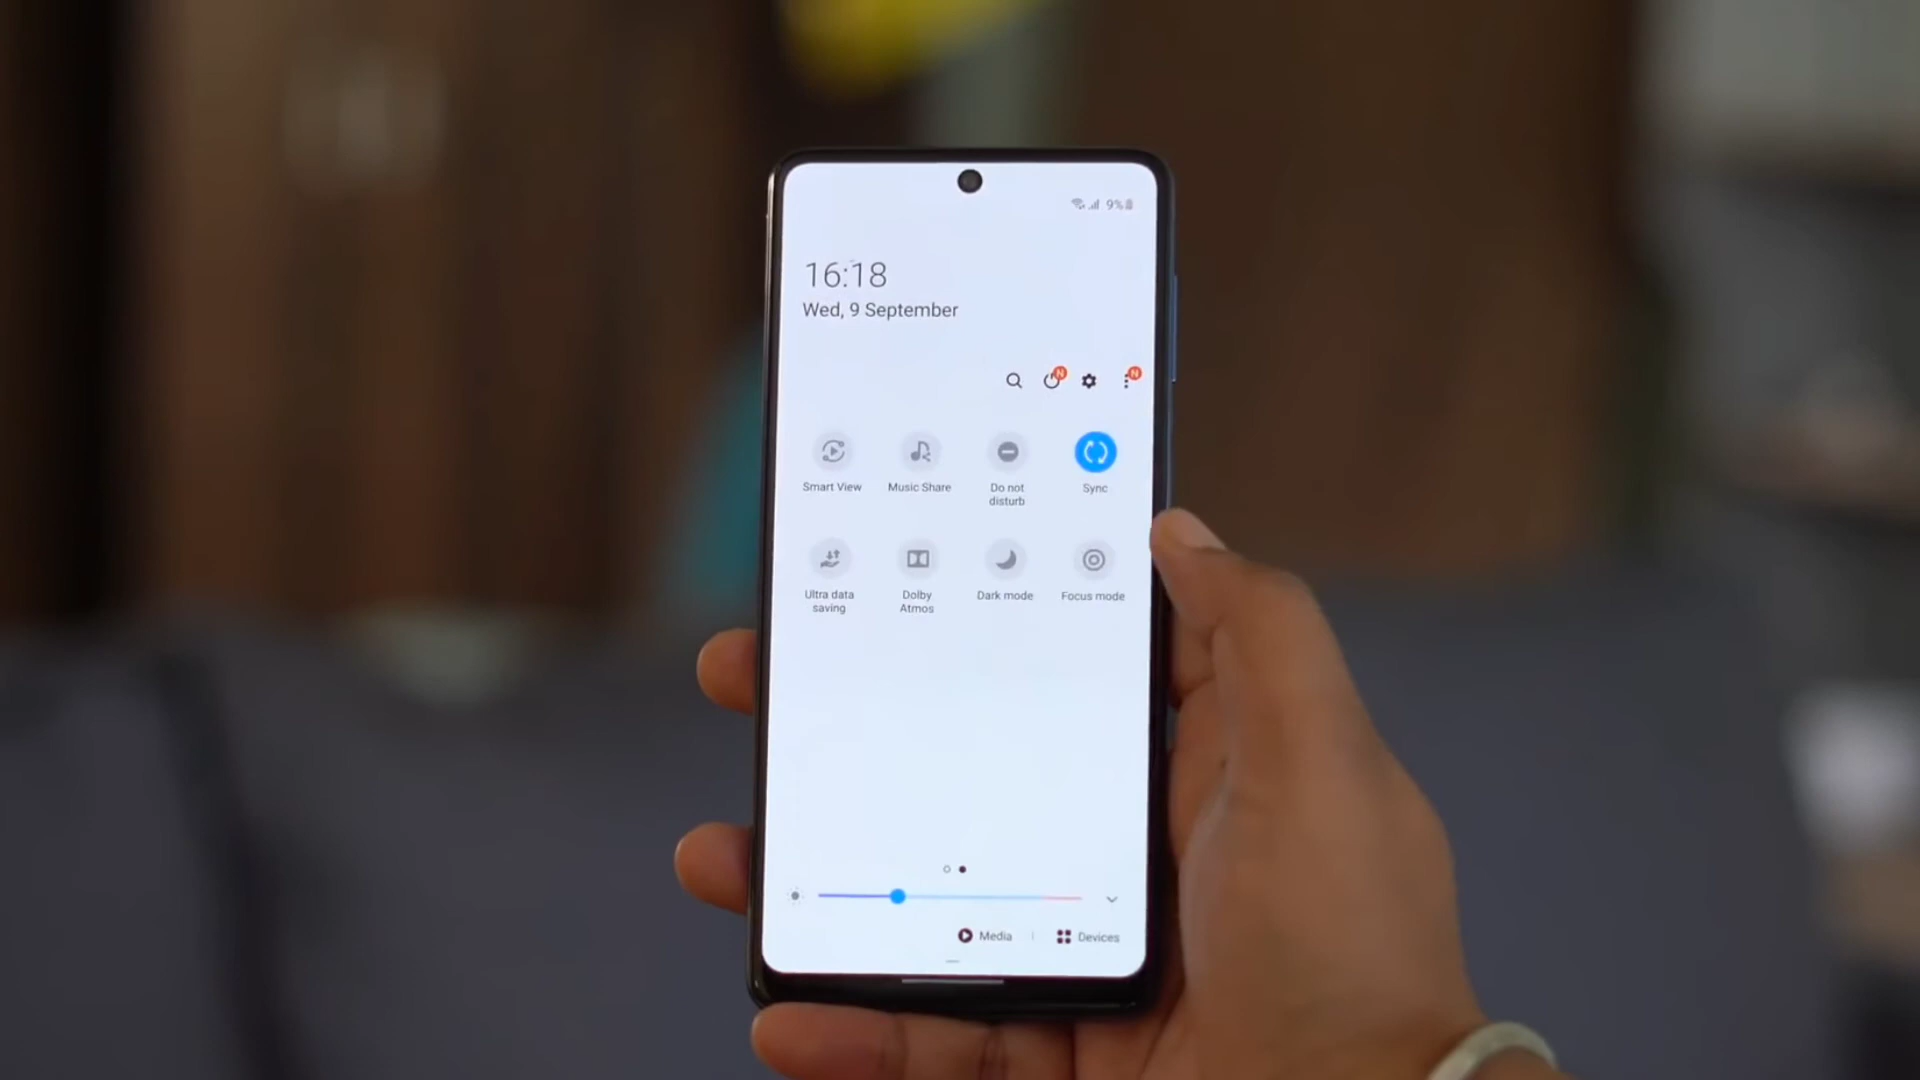 9%
16:18
Wed, 9 September
N N
Smart View Music Share Do not disturb Sync
Ultra data saving Dolby Atmos Dark mode Focus mode
Media Devices